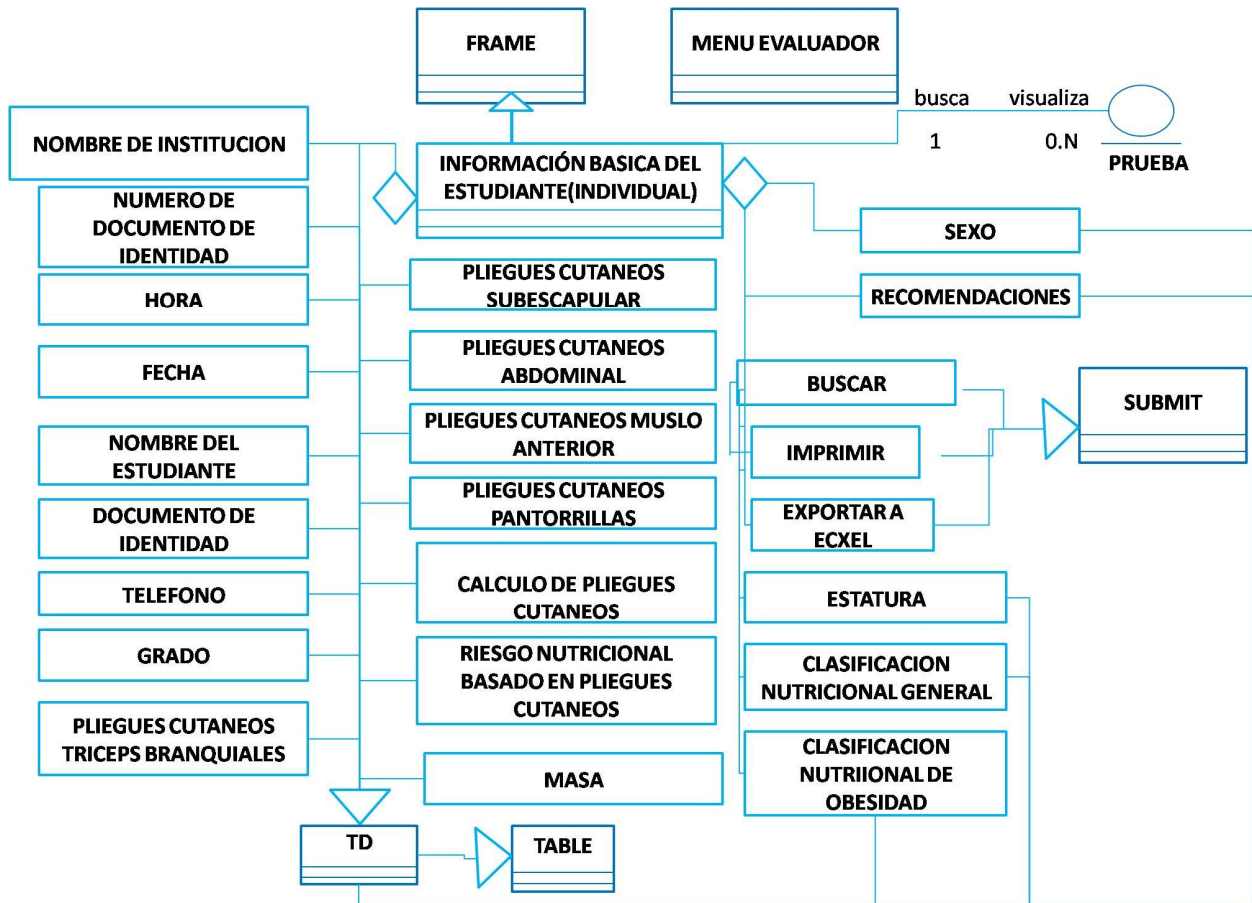 FRAME
MENU EVALUADOR
busca
visualiza
1
0.N
PRUEBA
NOMBRE DE INSTITUCION
INFORMACIÓN BASICA DEL
ESTUDIANTE(INDIVIDUAL)
NUMERO DE
DOCUMENTO DE
IDENTIDAD
HORA
FECHA
NOMBRE DEL
ESTUDIANTE
DOCUMENTO DE
IDENTIDAD
TELEFONO
GRADO
PLIEGUES CUTANEOS
TRICEPS BRANQUIALES
PLIEGUES CUTANEOS
SUBESCAPULAR
PLIEGUES CUTANEOS
ABDOMINAL
PLIEGUES CUTANEOS MUSLO
ANTERIOR
PLIEGUES CUTANEOS
PANTORRILLAS
CALCULO DE PLIEGUES
CUTANEOS
RIESGO NUTRICIONAL
BASADO EN PLIEGUES
CUTANEOS
MASA
SEXO
RECOMENDACIONES
BUSCAR
IMPRIMIR
EXPORTAR A
ECXEL
SUBMIT
ESTATURA
CLASIFICACION
NUTRICIONAL GENERAL
CLASIFICACION
NUTRIIONAL DE
OBESIDAD
TD
TABLE